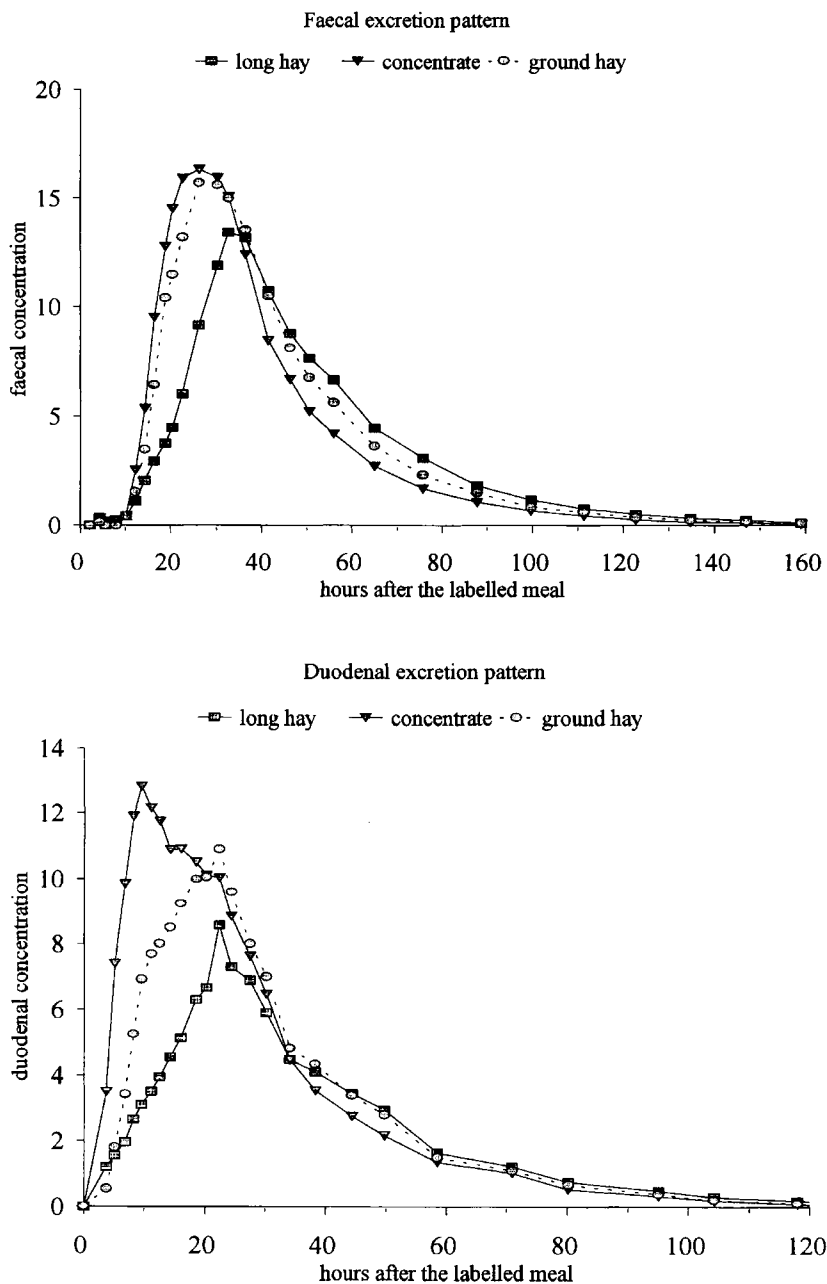 Faecal excretion pattern
long hay concentrate ground hay
20
15
10
5
0
faecal concentration
0 20 40 60 80 100 120 140 160
hours after the labelled meal
Duodenal excretion pattern
long hay concentrate ground hay
14
12
10
8
6
4
2
0
duodenal concentration
0 20 40 60 80 100 120
hours after the labelled meal